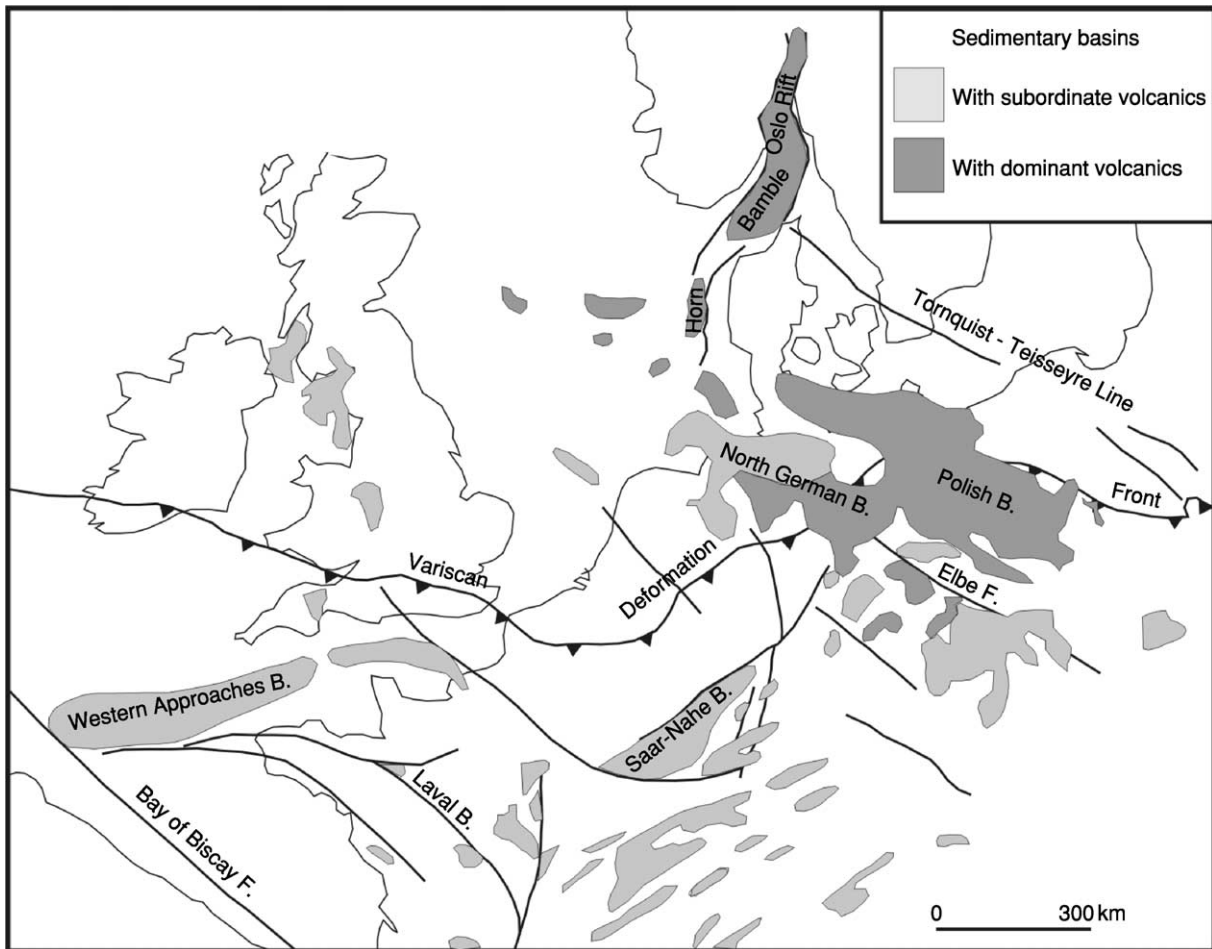 Sedimentary basins
With subordinate volcanics
With dominant volcanics
Oslo Rift
Bamble
Horn
Tornquist - Teisseyre Line
North German B.
Polish B.
Front
Variscan
Deformation
Elbe F.
Western Approaches B.
Saar-Nahe B.
Laval B.
Bay of Biscay F.
0 300 km